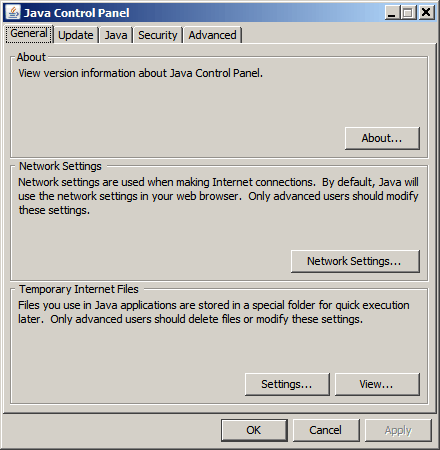 Java Control Panel
General Update Java Security Advanced
About
View version information about Java Control Panel.
About...
Network Settings
Network settings are used when making Internet connections. By default, Java will
use the network settings in your web browser. Only advanced users should modify
these settings.
Network Settings...
Temporary Internet Files
Files you use in Java applications are stored in a special folder for quick execution
later. Only advanced users should delete files or modify these settings.
Settings... View...
OK Cancel Apply